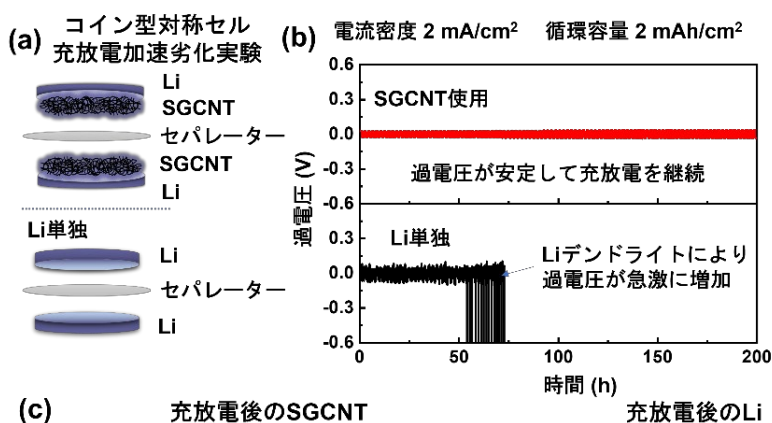 (a) コイン型対称セル
充放電加速劣化実験
Li
SGCNT
セパレーター
SGCNT
Li
Li単独
Li
セパレーター
Li
(b) 電流密度 2 mA/cm² 循環容量 2 mAh/cm²
0.6
SGCNT使用
0.3
0.0
-0.3
過電圧が安定して充放電を継続
-0.6
過電圧 (V)
0.3
Li単独
Liデンドライトにより
過電圧が急激に増加
0.0
-0.3
-0.6
0 50 100 150 200
時間 (h)
(c) 充放電後のSGCNT 充放電後のLi